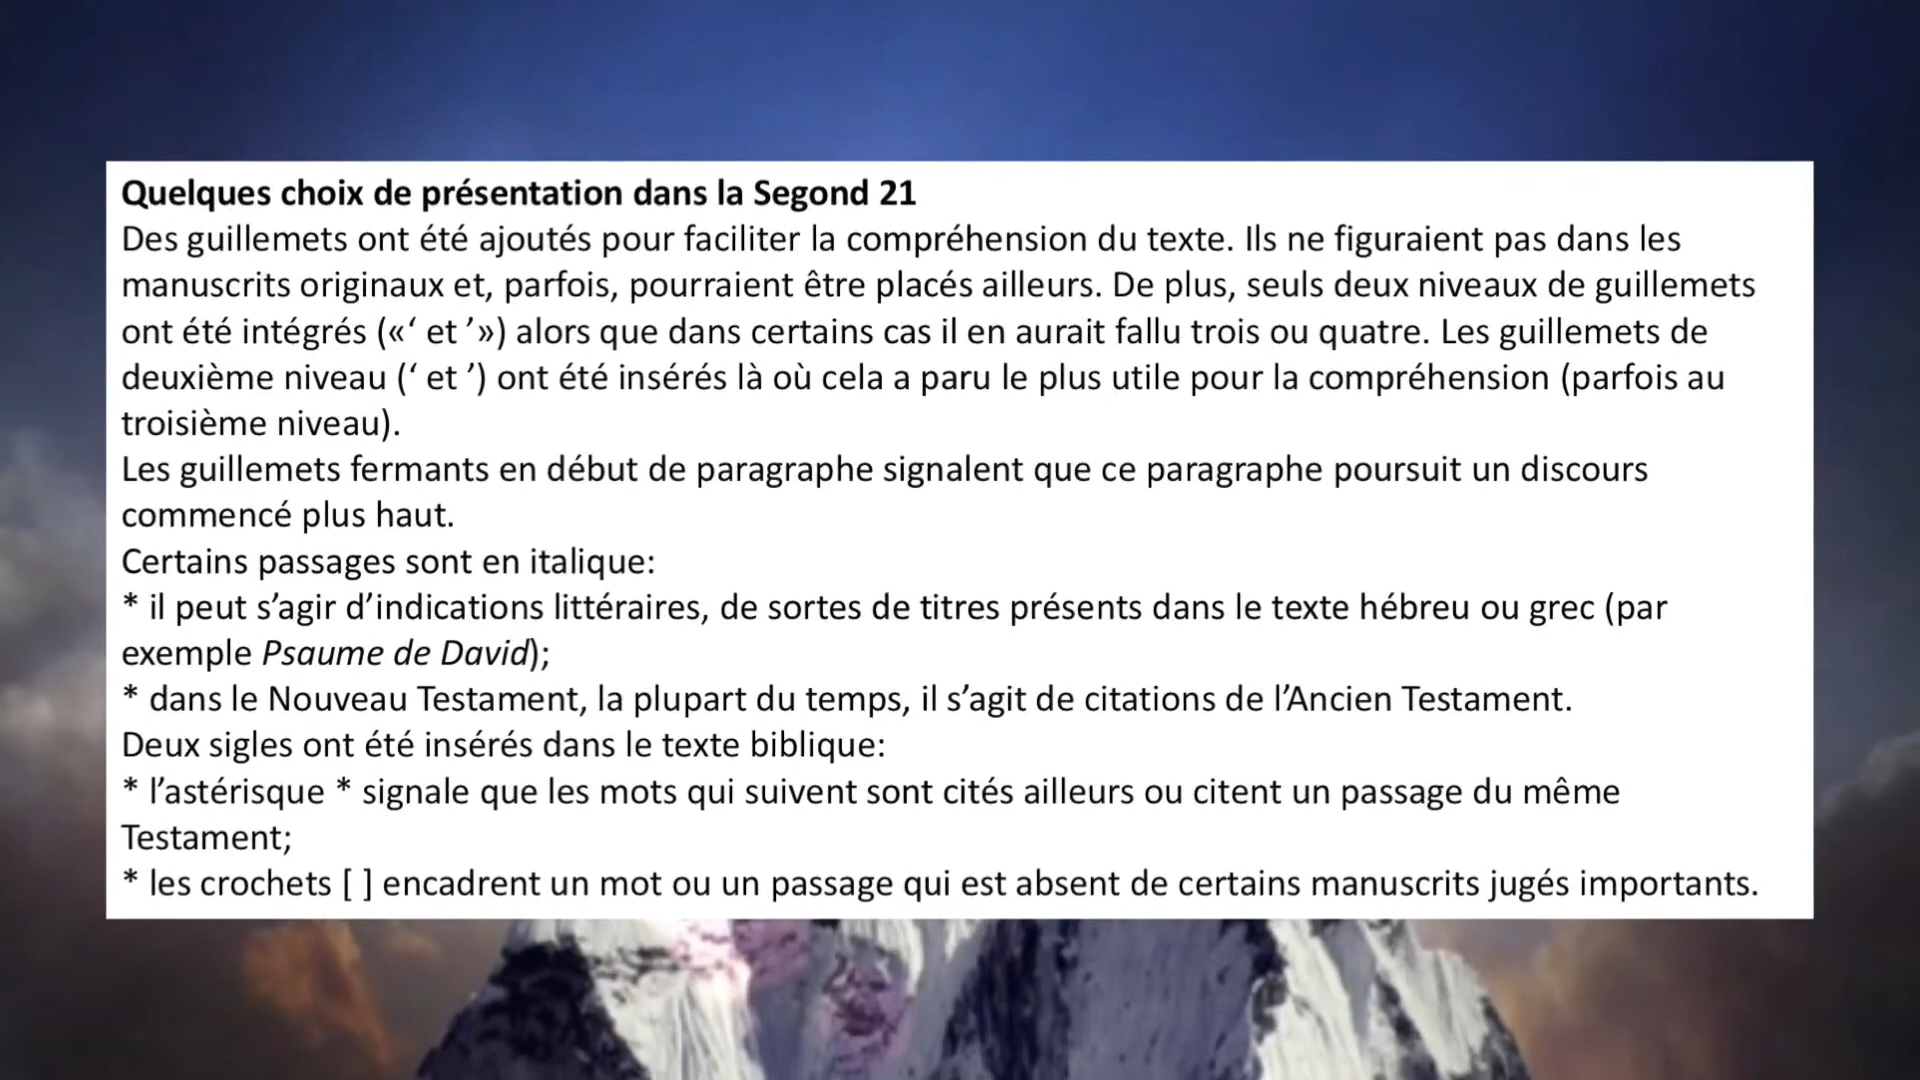 Quelques choix de présentation dans la Segond 21
Des guillemets ont été ajoutés pour faciliter la compréhension du texte. Ils ne figuraient pas dans les
manuscrits originaux et, parfois, pourraient être placés ailleurs. De plus, seuls deux niveaux de guillemets
ont été intégrés («‘ et ’») alors que dans certains cas il en aurait fallu trois ou quatre. Les guillemets de
deuxième niveau (‘ et ’) ont été insérés là où cela a paru le plus utile pour la compréhension (parfois au
troisième niveau).
Les guillemets fermants en début de paragraphe signalent que ce paragraphe poursuit un discours
commencé plus haut.
Certains passages sont en italique:
* il peut s’agir d’indications littéraires, de sortes de titres présents dans le texte hébreu ou grec (par
exemple Psaume de David);
* dans le Nouveau Testament, la plupart du temps, il s’agit de citations de l’Ancien Testament.
Deux sigles ont été insérés dans le texte biblique:
* l’astérisque * signale que les mots qui suivent sont cités ailleurs ou citent un passage du même
Testament;
* les crochets [ ] encadrent un mot ou un passage qui est absent de certains manuscrits jugés importants.